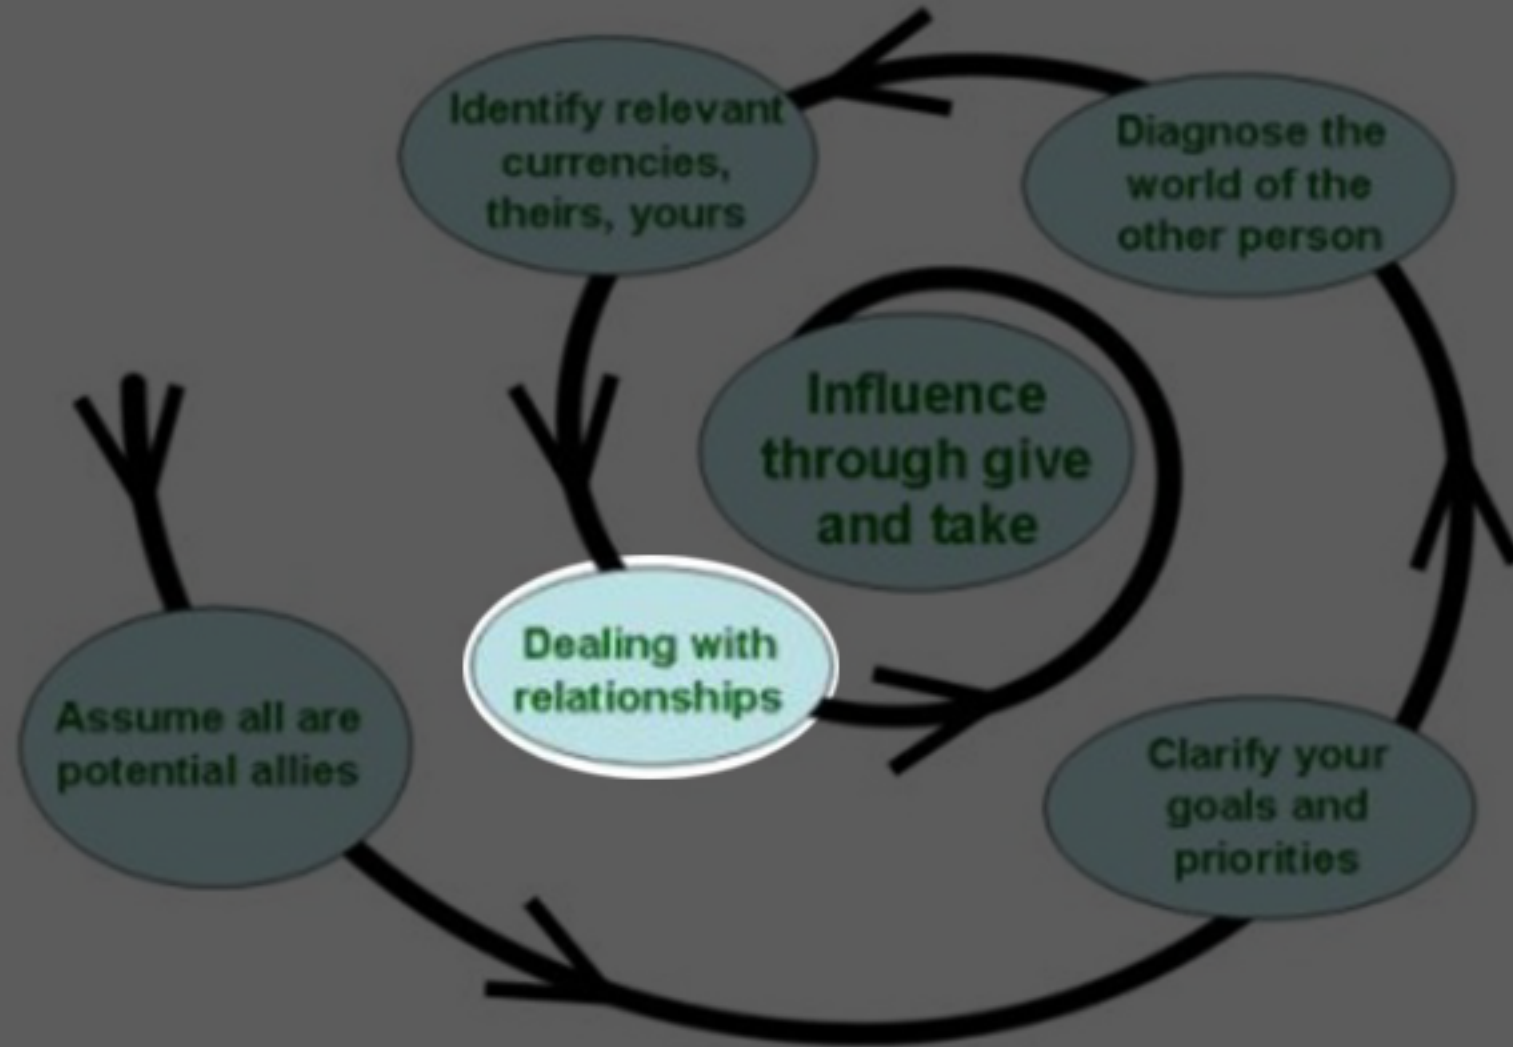 Identify relevant
currencies,
theirs, yours
Diagnose the
world of the
other person
Influence
through give
and take
Dealing with
relationships
Assume all are
potential allies
Clarify your
goals and
priorities